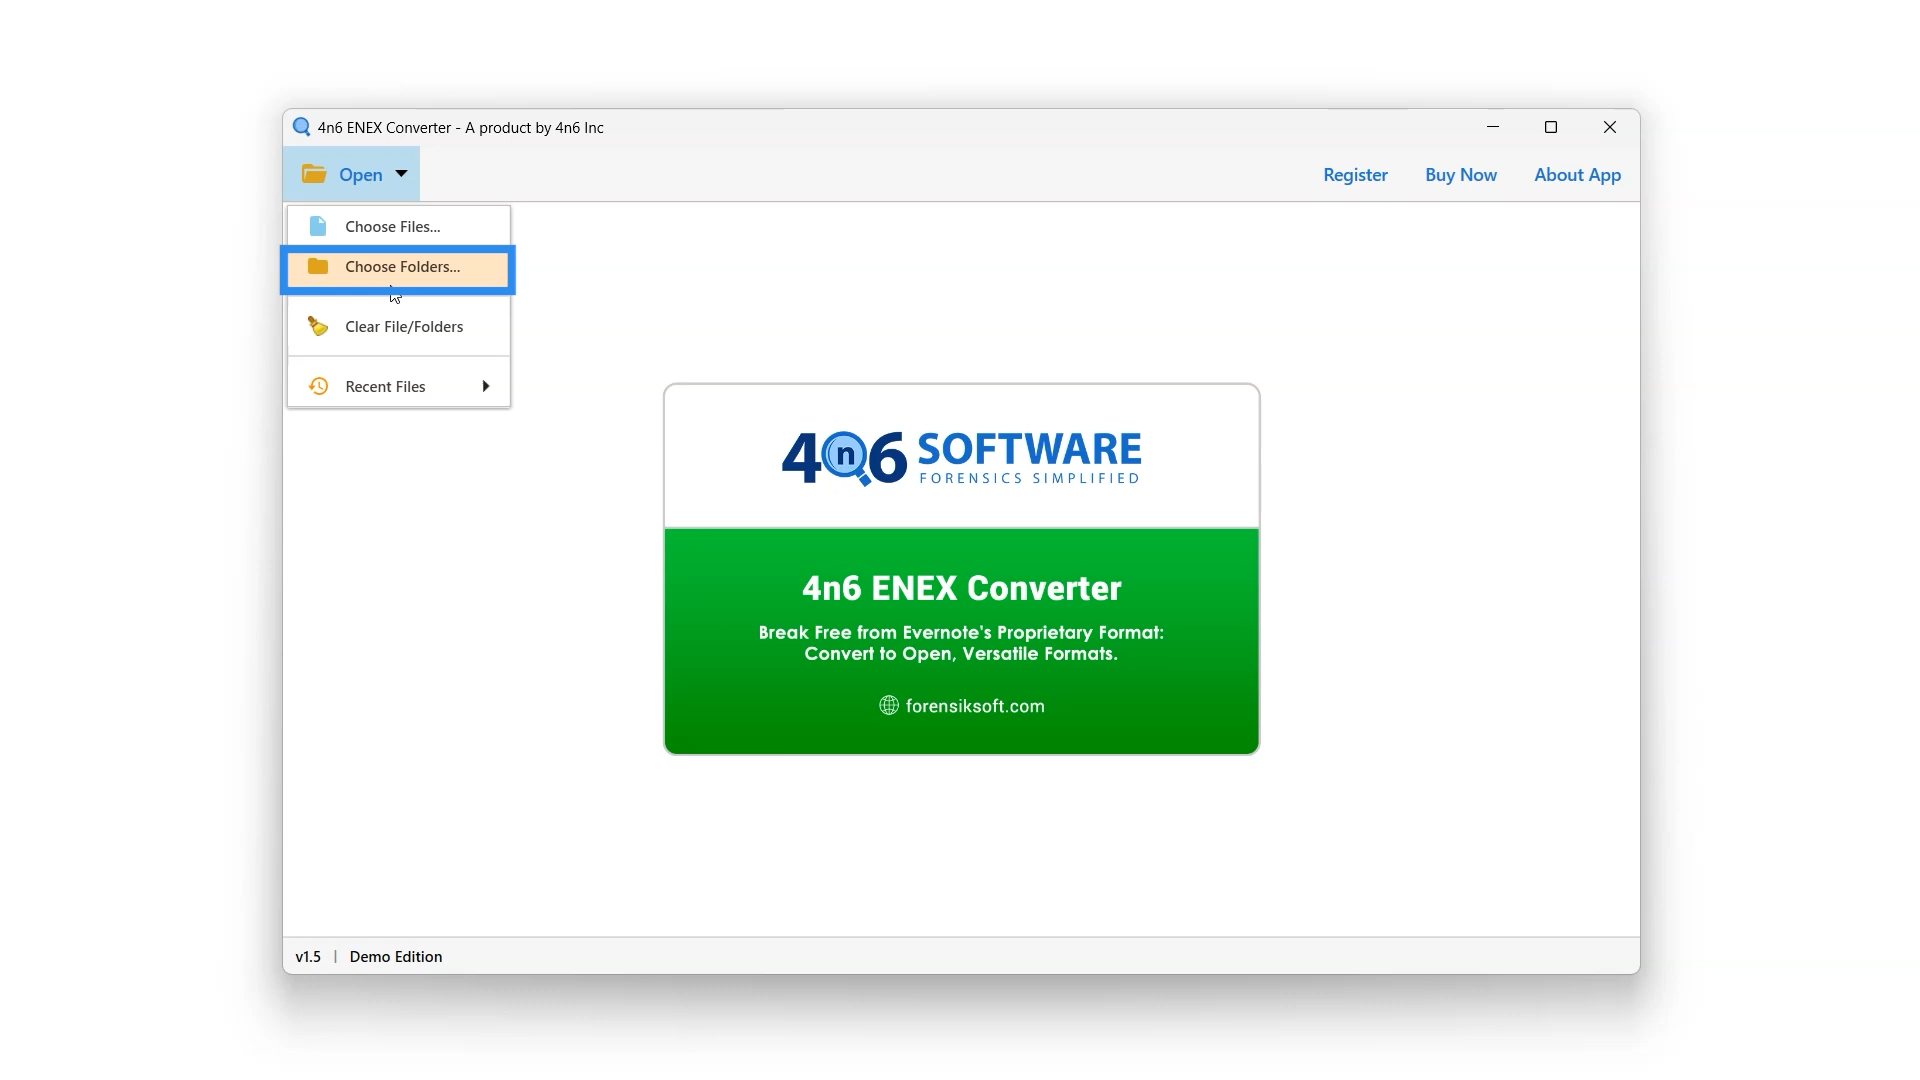 4n6 ENEX Converter - A product by 4n6 Inc
Open
Register
Buy Now
About App
Choose Files...
Choose Folders...
Clear File/Folders
Recent Files
4n6 SOFTWARE
FORENSICS SIMPLIFIED
4n6 ENEX Converter
Break Free from Evernote's Proprietary Format:
Convert to Open, Versatile Formats.
forensiksoft.com
v1.5 | Demo Edition